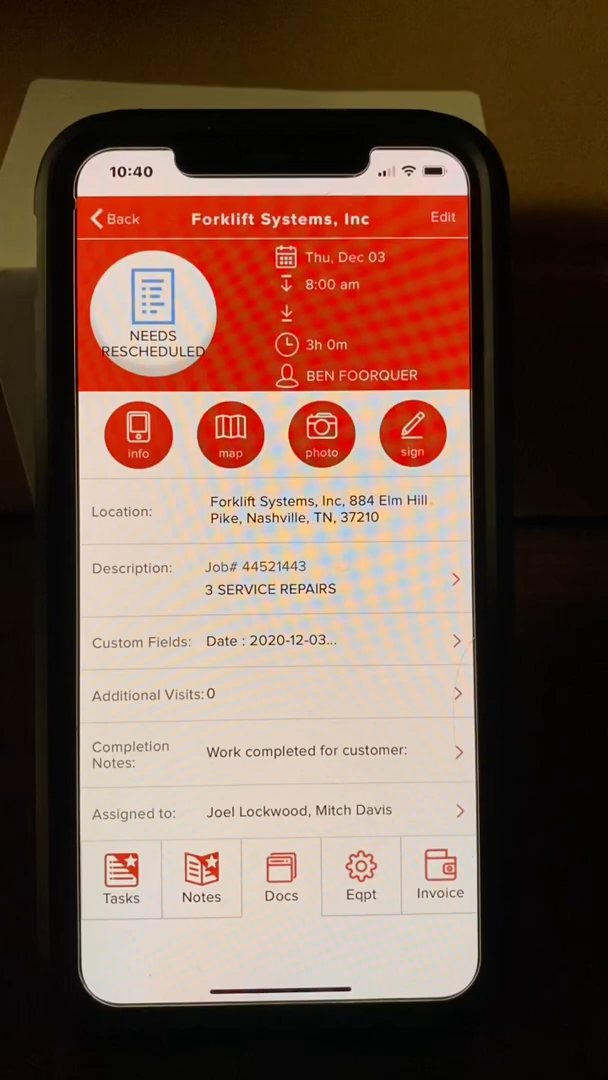 10:40
Back
Forklift Systems, Inc
Edit
NEEDS
RESCHEDULED
Thu, Dec 03
8:00 am
3h 0m
BEN FOORQUER
info
map
photo
sign
Location:
Forklift Systems, Inc, 884 Elm Hill
Pike, Nashville, TN, 37210
Description:
Job# 44521443
3 SERVICE REPAIRS
Custom Fields: Date : 2020-12-03...
Additional Visits: 0
Completion
Notes:
Work completed for customer:
Assigned to: Joel Lockwood, Mitch Davis
Tasks
Notes
Docs
Eqpt
Invoice